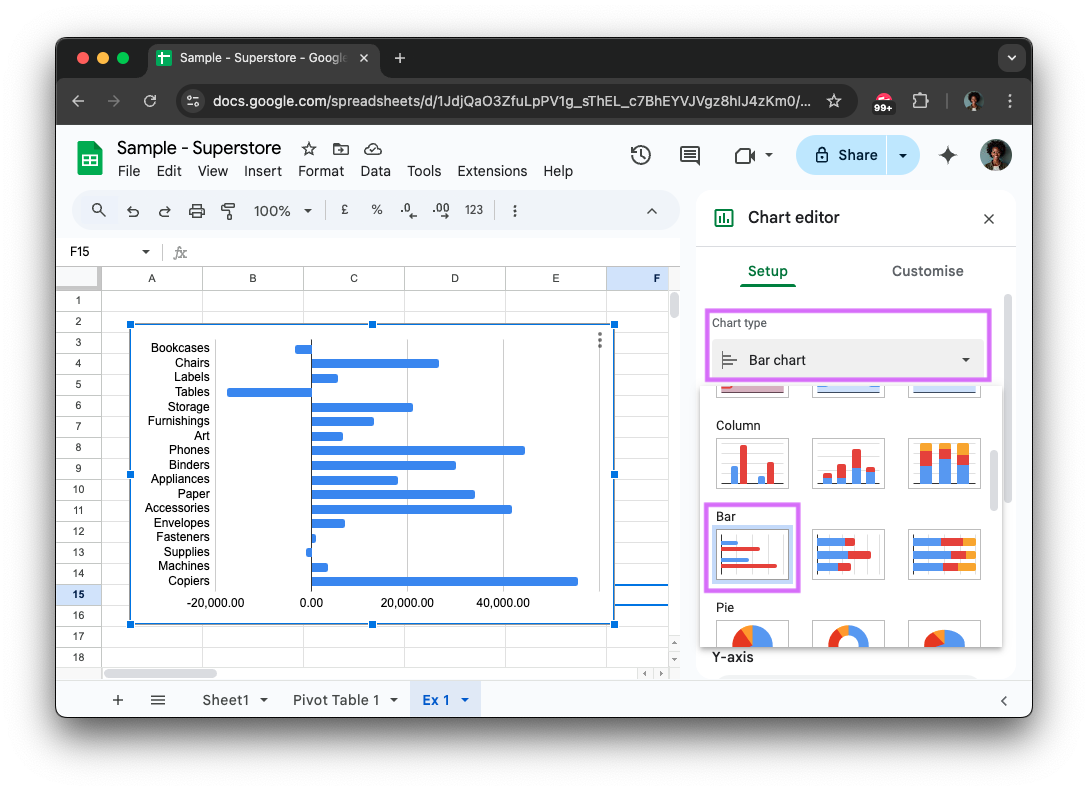 Sample - Superstore - Google
docs.google.com/spreadsheets/d/1JdjQaO3ZfuLpPV1g_sThEL_c7BhEYVJVgz8hIJ4zKm0/...
99+
Sample - Superstore
File Edit View Insert Format Data Tools Extensions Help
Share
100% £ % .0 .00 123
F15 fx
Chart editor
Setup Customise
A B C D E F
1
2
3
4
5
6
7
8
9
10
11
12
13
14
15
16
17
18
Bookcases
Chairs
Labels
Tables
Storage
Furnishings
Art
Phones
Binders
Appliances
Paper
Accessories
Envelopes
Fasteners
Supplies
Machines
Copiers
-20,000.00 0.00 20,000.00 40,000.00
Chart type
Bar chart
Column
Bar
Pie
Y-axis
Sheet1 Pivot Table 1 Ex 1